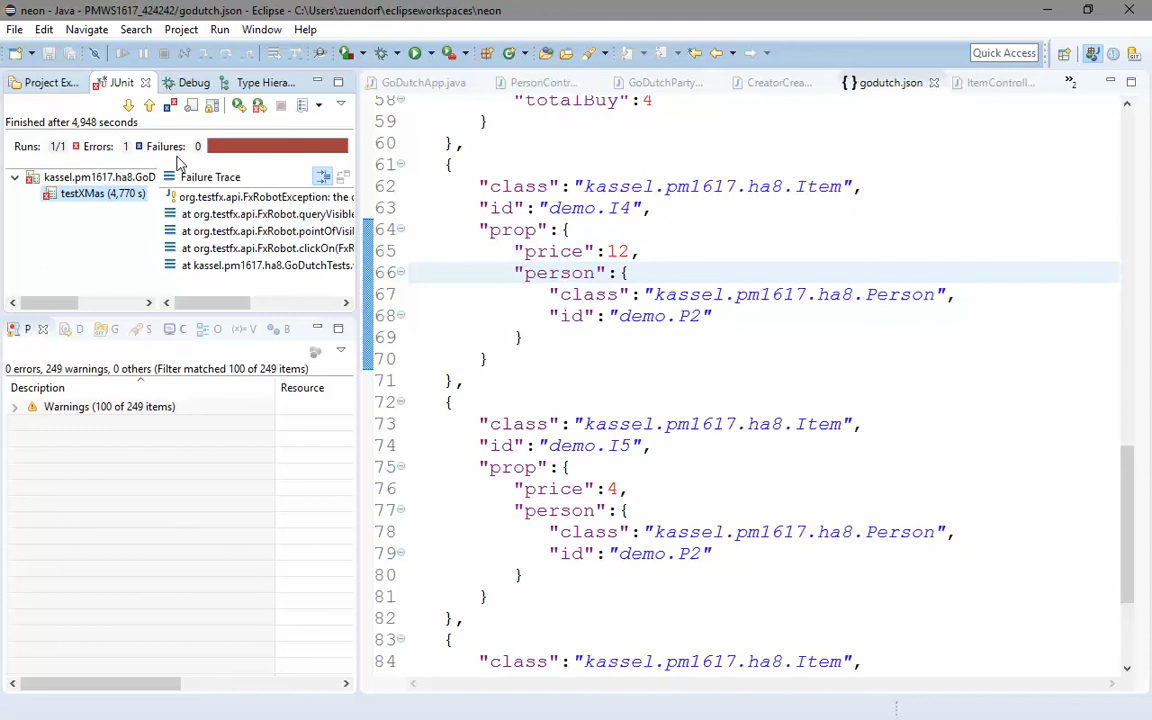 neon - Java - PMWS1617_424242/godutch.json - Eclipse - C:\Users\zuendorf\eclipseworkspaces\neon
File Edit Navigate Search Project Run Window Help
Quick Access
Project Ex... JUnit Debug Type Hiera...
GoDutchApp.java PersonContr... GoDutchParty... CreatorCrea... godutch.json ItemControll... »2
Finished after 4,948 seconds
Runs: 1/1 Errors: 1 Failures: 0
kassel.pm1617.ha8.GoD
testXMas (4,770 s)
Failure Trace
org.testfx.api.FxRobotException: the
at org.testfx.api.FxRobot.queryVisible
at org.testfx.api.FxRobot.pointOfVisi
at org.testfx.api.FxRobot.clickOn(FxR
at kassel.pm1617.ha8.GoDutchTests.
P D G S C O (x)= V B
0 errors, 249 warnings, 0 others (Filter matched 100 of 249 items)
Description Resource
Warnings (100 of 249 items)
58 "totalBuy":4
59 }
60 },
61 {
62 "class":"kassel.pm1617.ha8.Item",
63 "id":"demo.I4",
64 "prop":{
65 "price":12,
66 "person":{
67 "class":"kassel.pm1617.ha8.Person",
68 "id":"demo.P2"
69 }
70 }
71 },
72 {
73 "class":"kassel.pm1617.ha8.Item",
74 "id":"demo.I5",
75 "prop":{
76 "price":4,
77 "person":{
78 "class":"kassel.pm1617.ha8.Person",
79 "id":"demo.P2"
80 }
81 }
82 },
83 {
84 "class":"kassel.pm1617.ha8.Item",